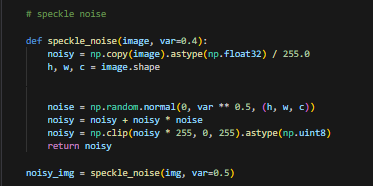 # speckle noise
def speckle_noise(image, var=0.4):
noisy = np.copy(image).astype(np.float32) / 255.0
h, w, c = image.shape
noise = np.random.normal(0, var ** 0.5, (h, w, c))
noisy = noisy + noisy * noise
noisy = np.clip(noisy * 255, 0, 255).astype(np.uint8)
return noisy
noisy_img = speckle_noise(img, var=0.5)